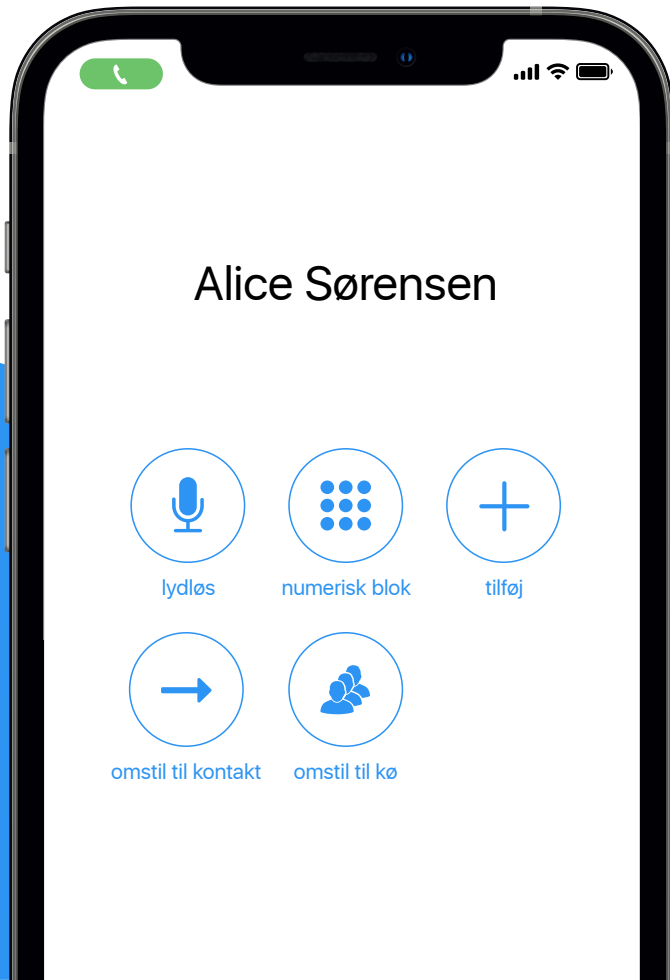 Alice Sørensen
lydløs
numerisk blok
tilføj
omstil til kontakt
omstil til kø